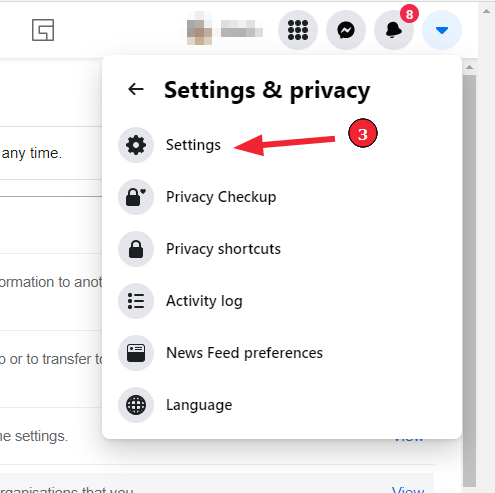 8
Settings & privacy
Settings
3
any time.
Privacy Checkup
Privacy shortcuts
ormation to anot
Activity log
o or to transfer to
News Feed preferences
Language
ne settings.
View
organisations that you
View